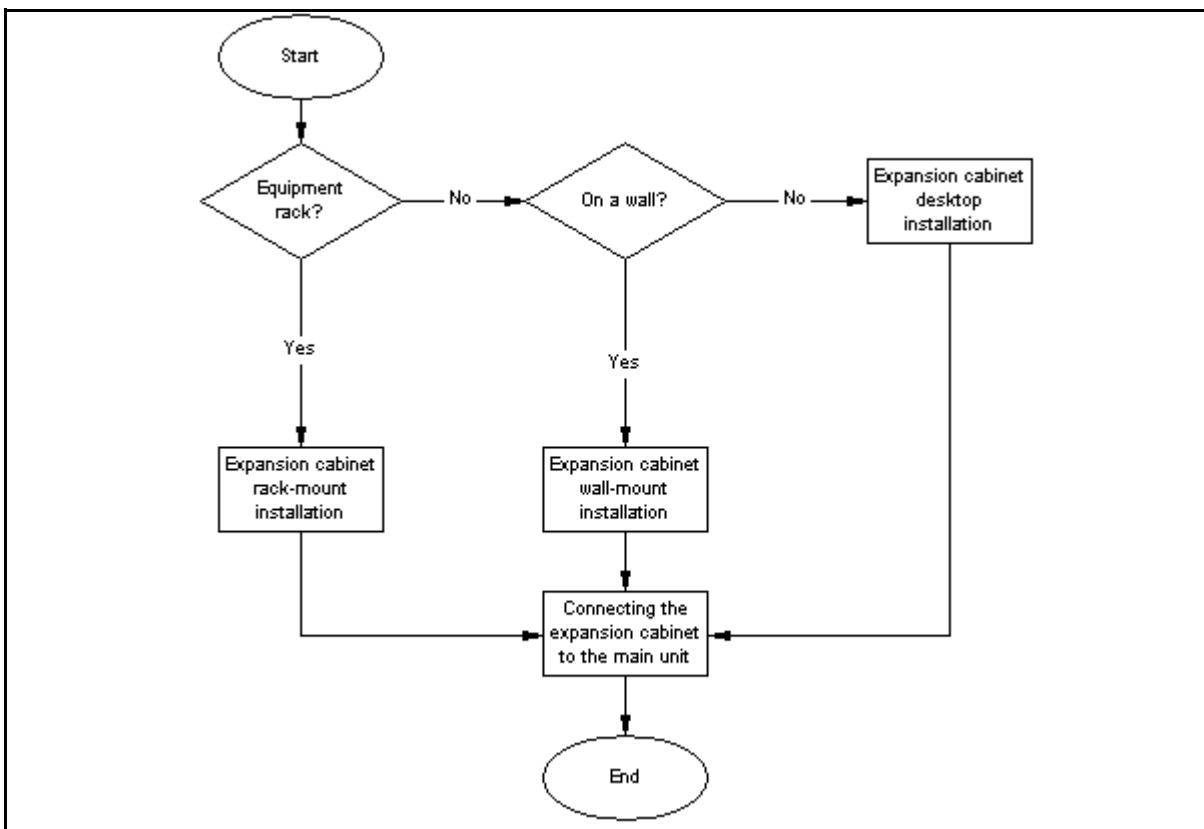 Start
Equipment
rack?
No
On a wall?
No
Expansion cabinet
desktop
installation
Yes
Yes
Expansion cabinet
rack-mount
installation
Expansion cabinet
wall-mount
installation
Connecting the
expansion cabinet
to the main unit
End